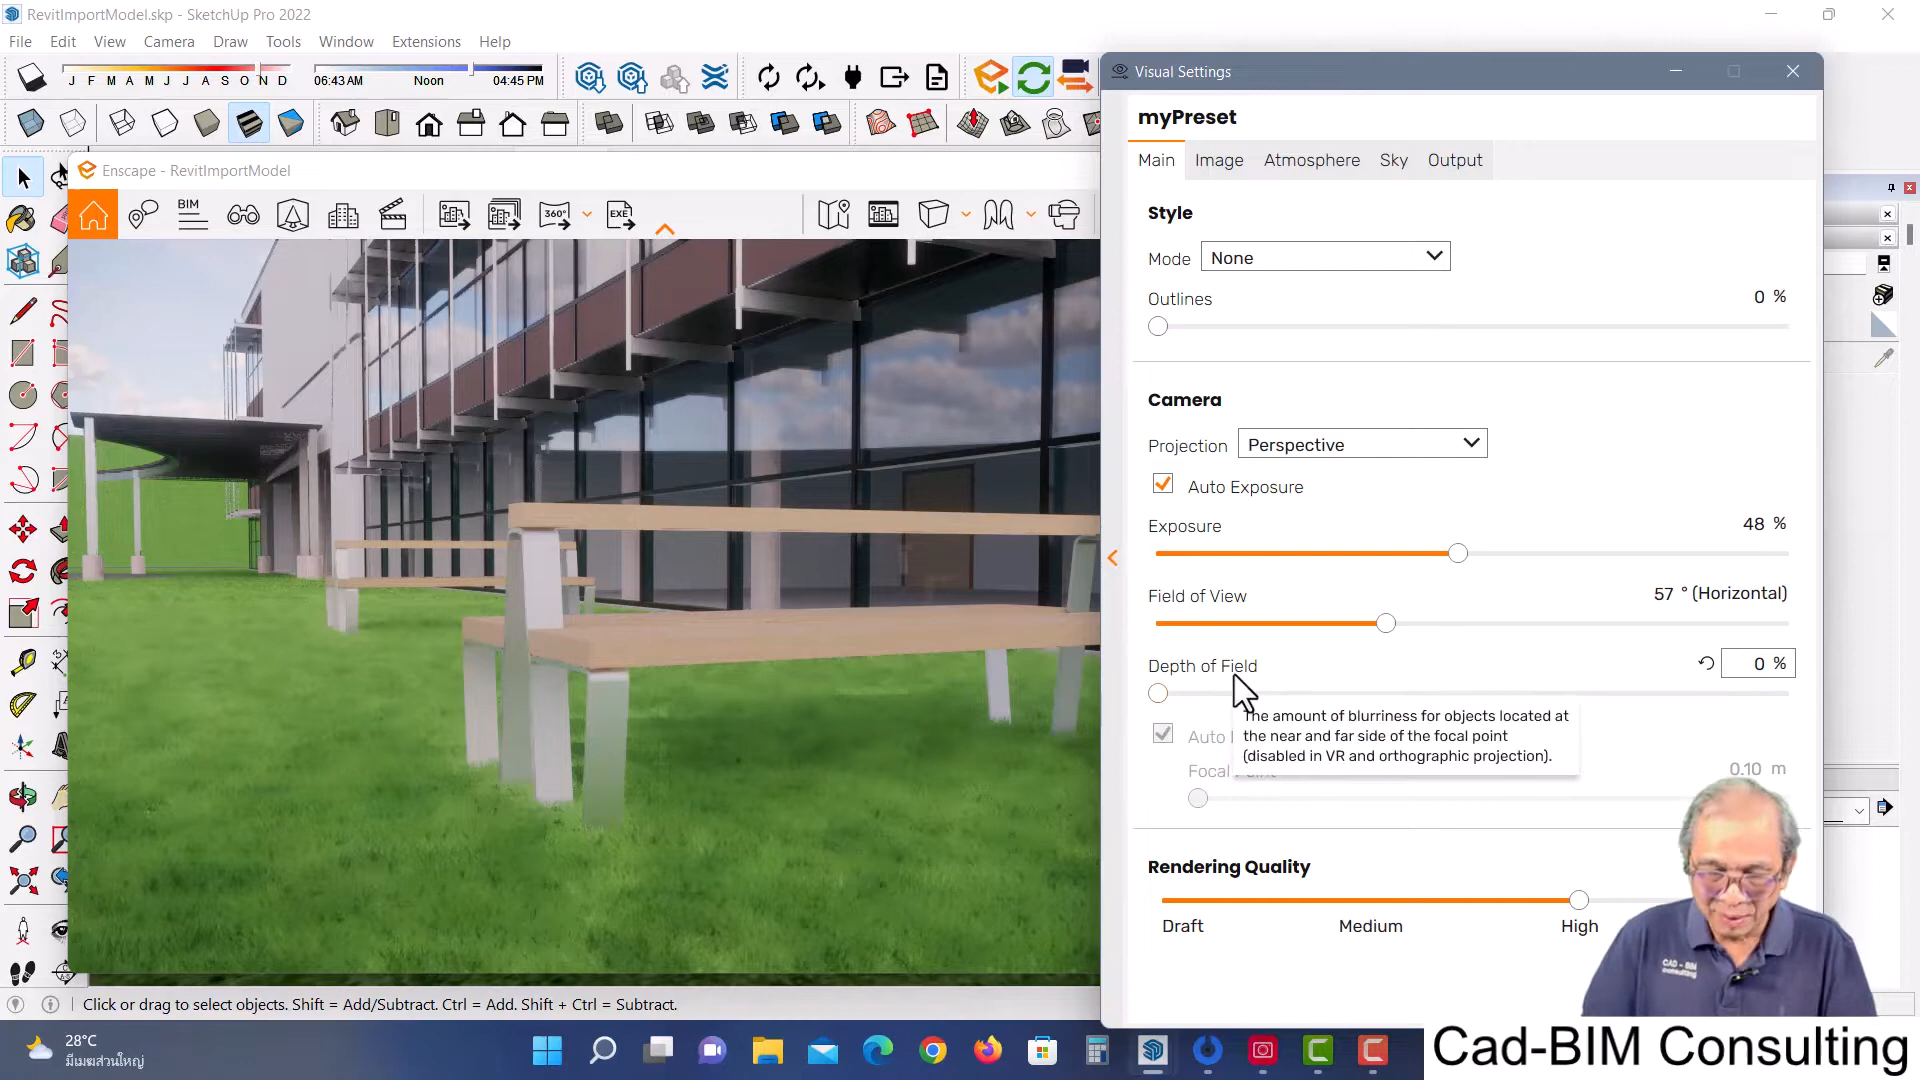 RevitImportModel.skp - SketchUp Pro 2022
File Edit View Camera Draw Tools Window Extensions Help
J F M A M J J A S O N D
06:43 AM Noon 04:45 PM
Enscape - RevitImportModel
BIM
360°
EXE
Visual Settings
myPreset
Main Image Atmosphere Sky Output
Style
Mode None
Outlines 0 %
Camera
Projection Perspective
Auto Exposure
Exposure 48 %
Field of View 57 ° (Horizontal)
Depth of Field 0 %
The amount of blurriness for objects located at
the near and far side of the focal point
(disabled in VR and orthographic projection).
Auto
Focal 0.10 m
Rendering Quality
Draft Medium High
CAD - BIM
consulting
Click or drag to select objects. Shift = Add/Subtract. Ctrl = Add. Shift + Ctrl = Subtract.
28°C
มีเมฆส่วนใหญ่
Cad-BIM Consulting